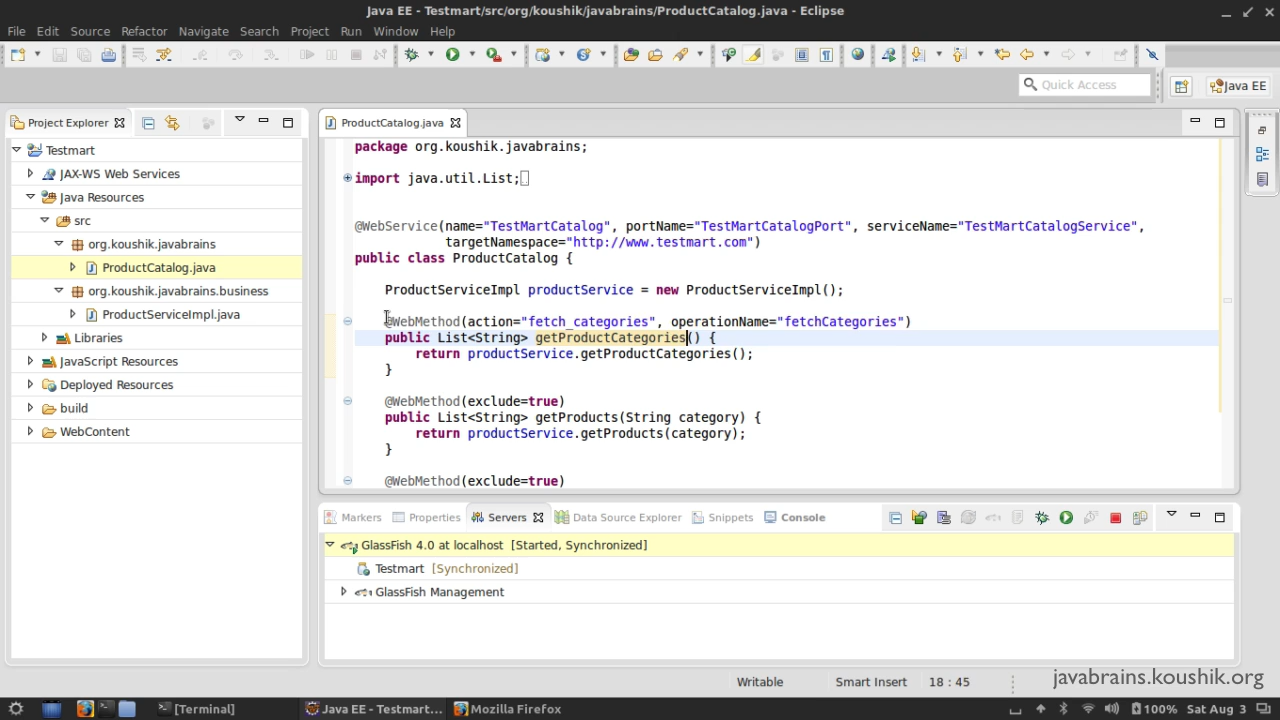 Java EE - Testmart/src/org/koushik/javabrains/ProductCatalog.java - Eclipse
File Edit Source Refactor Navigate Search Project Run Window Help
Quick Access
Java EE
Project Explorer
Testmart
JAX-WS Web Services
Java Resources
src
org.koushik.javabrains
ProductCatalog.java
org.koushik.javabrains.business
ProductServiceImpl.java
Libraries
JavaScript Resources
Deployed Resources
build
WebContent
ProductCatalog.java
package org.koushik.javabrains;
import java.util.List;
@WebService(name="TestMartCatalog", portName="TestMartCatalogPort", serviceName="TestMartCatalogService",
targetNamespace="http://www.testmart.com")
public class ProductCatalog {
ProductServiceImpl productService = new ProductServiceImpl();
@WebMethod(action="fetch_categories", operationName="fetchCategories")
public List<String> getProductCategories() {
return productService.getProductCategories();
}
@WebMethod(exclude=true)
public List<String> getProducts(String category) {
return productService.getProducts(category);
}
@WebMethod(exclude=true)
Markers Properties Servers Data Source Explorer Snippets Console
GlassFish 4.0 at localhost [Started, Synchronized]
Testmart [Synchronized]
GlassFish Management
Writable Smart Insert 18 : 45
javabrains.koushik.org
[Terminal] Java EE - Testmart... Mozilla Firefox 100% Sat Aug 3